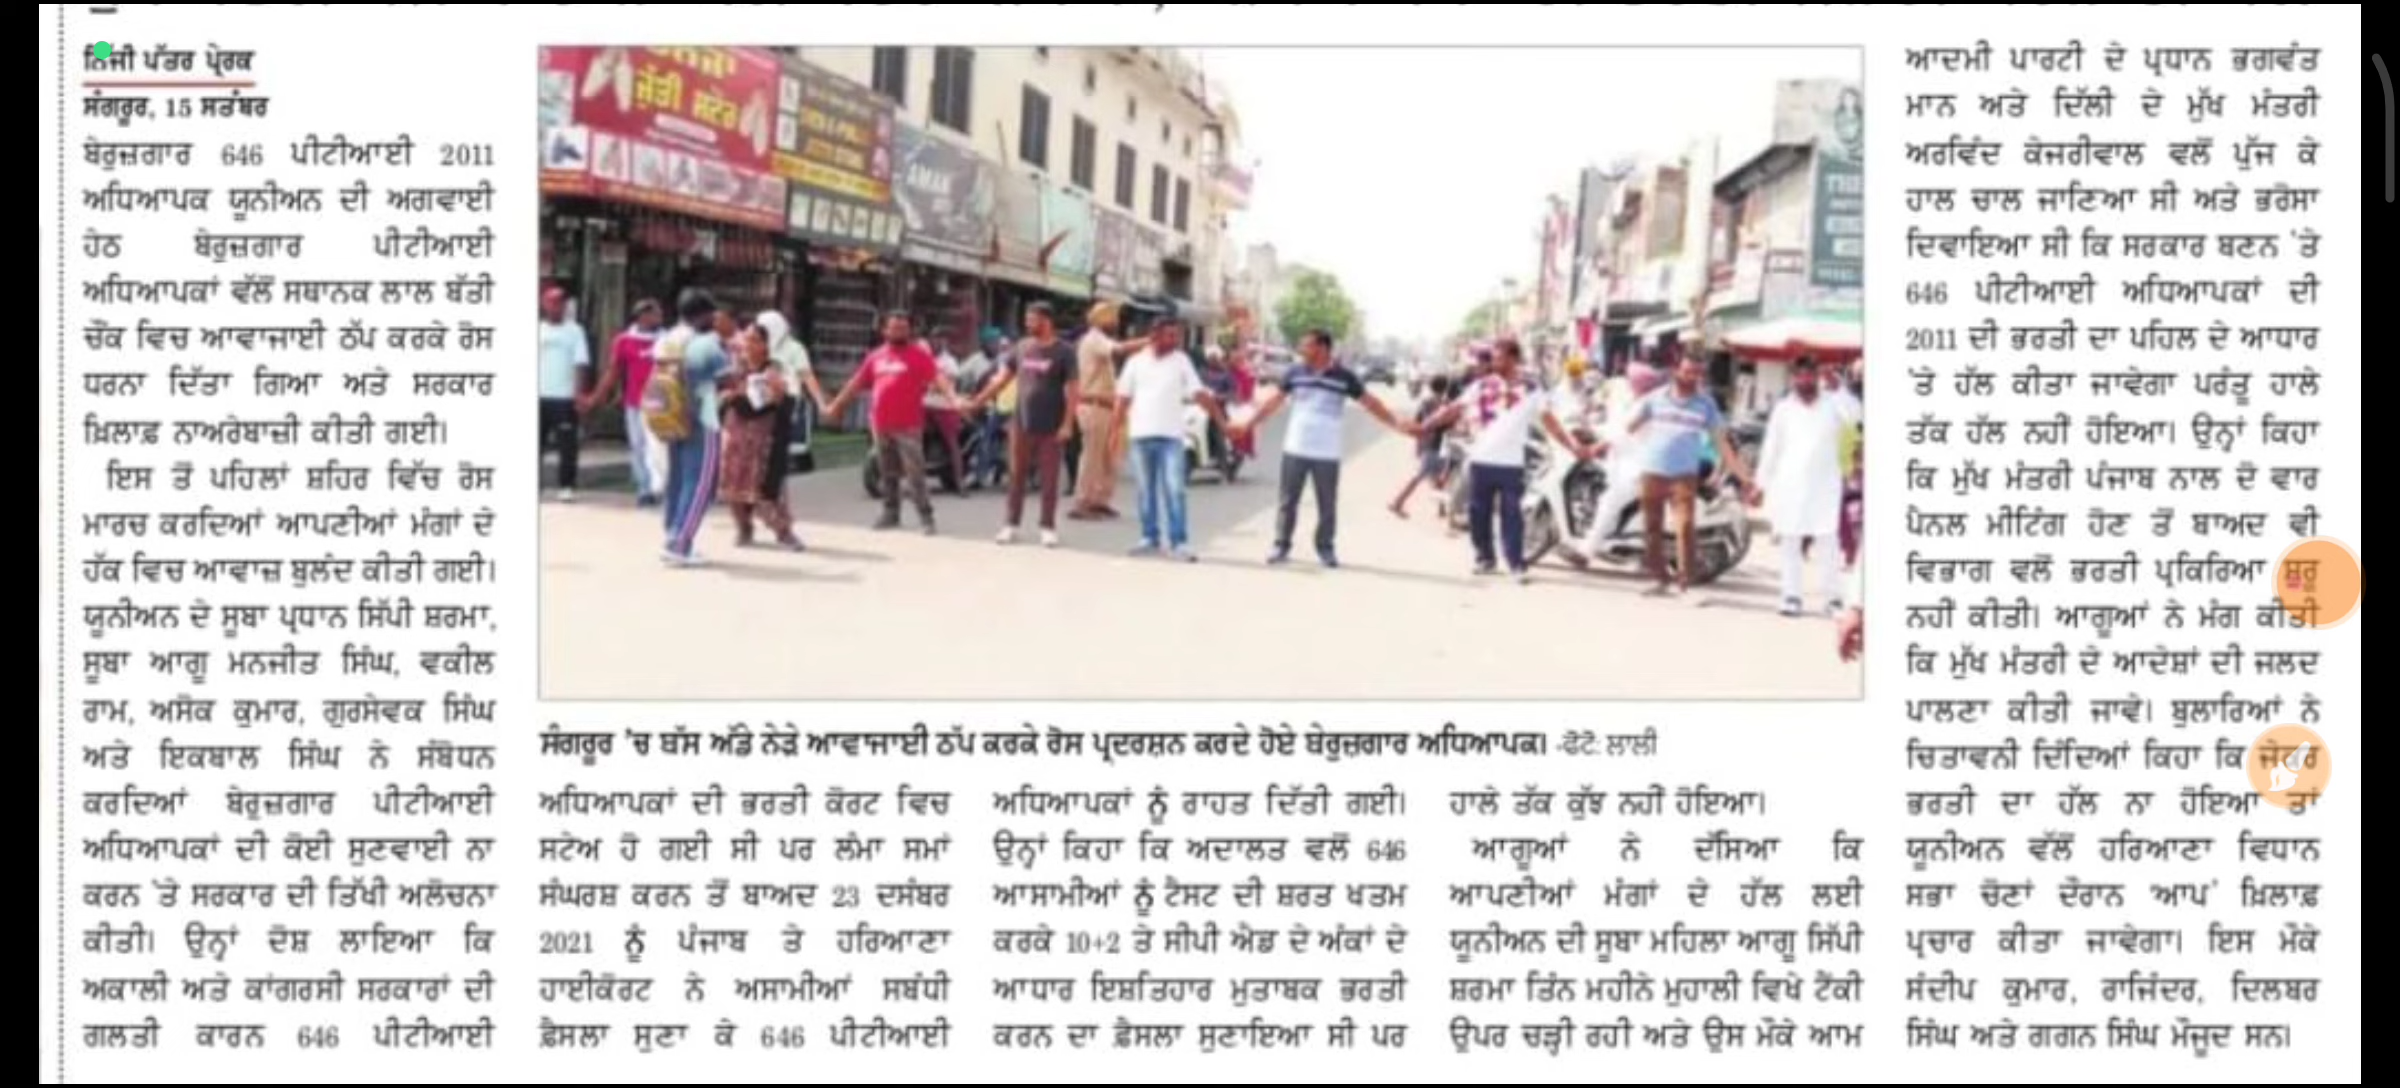 ਨਿੱਜੀ ਪੱਤਰ ਪ੍ਰੇਰਕ
ਸੰਗਰੂਰ, 15 ਸਤੰਬਰ
ਬੇਰੁਜ਼ਗਾਰ 646 ਪੀਟੀਆਈ 2011
ਅਧਿਆਪਕ ਯੂਨੀਅਨ ਦੀ ਅਗਵਾਈ
ਹੇਠ ਬੇਰੁਜ਼ਗਾਰ ਪੀਟੀਆਈ
ਅਧਿਆਪਕਾਂ ਵੱਲੋਂ ਸਥਾਨਕ ਲਾਲ ਬੱਤੀ
ਚੌਕ ਵਿਚ ਆਵਾਜਾਈ ਠੱਪ ਕਰਕੇ ਰੋਸ
ਧਰਨਾ ਦਿੱਤਾ ਗਿਆ ਅਤੇ ਸਰਕਾਰ
ਖ਼ਿਲਾਫ਼ ਨਾਅਰੇਬਾਜ਼ੀ ਕੀਤੀ ਗਈ।
ਇਸ ਤੋਂ ਪਹਿਲਾਂ ਸ਼ਹਿਰ ਵਿੱਚ ਰੋਸ
ਮਾਰਚ ਕਰਦਿਆਂ ਆਪਣੀਆਂ ਮੰਗਾਂ ਦੇ
ਹੱਕ ਵਿਚ ਆਵਾਜ਼ ਬੁਲੰਦ ਕੀਤੀ ਗਈ।
ਯੂਨੀਅਨ ਦੇ ਸੂਬਾ ਪ੍ਰਧਾਨ ਸਿੱਪੀ ਸ਼ਰਮਾ,
ਸੂਬਾ ਆਗੂ ਮਨਜੀਤ ਸਿੰਘ, ਵਕੀਲ
ਰਾਮ, ਅਸੋਕ ਕੁਮਾਰ, ਗੁਰਸੇਵਕ ਸਿੰਘ
ਅਤੇ ਇਕਬਾਲ ਸਿੰਘ ਨੇ ਸੰਬੋਧਨ
ਕਰਦਿਆਂ ਬੇਰੁਜ਼ਗਾਰ ਪੀਟੀਆਈ
ਅਧਿਆਪਕਾਂ ਦੀ ਕੋਈ ਸੁਣਵਾਈ ਨਾ
ਕਰਨ 'ਤੇ ਸਰਕਾਰ ਦੀ ਤਿੱਖੀ ਅਲੋਚਨਾ
ਕੀਤੀ। ਉਨ੍ਹਾਂ ਦੋਸ਼ ਲਾਇਆ ਕਿ
ਅਕਾਲੀ ਅਤੇ ਕਾਂਗਰਸੀ ਸਰਕਾਰਾਂ ਦੀ
ਗਲਤੀ ਕਾਰਨ 646 ਪੀਟੀਆਈ
ਜੁੱਤੀ ਸਟੋਰ
ਸੰਗਰੂਰ 'ਚ ਬੱਸ ਅੱਡੇ ਨੇੜੇ ਆਵਾਜਾਈ ਠੱਪ ਕਰਕੇ ਰੋਸ ਪ੍ਰਦਰਸ਼ਨ ਕਰਦੇ ਹੋਏ ਬੇਰੁਜ਼ਗਾਰ ਅਧਿਆਪਕ। -ਫੋਟੋ: ਲਾਲੀ
ਅਧਿਆਪਕਾਂ ਦੀ ਭਰਤੀ ਕੋਰਟ ਵਿਚ
ਸਟੇਅ ਹੋ ਗਈ ਸੀ ਪਰ ਲੰਮਾ ਸਮਾਂ
ਸੰਘਰਸ਼ ਕਰਨ ਤੋਂ ਬਾਅਦ 23 ਦਸੰਬਰ
2021 ਨੂੰ ਪੰਜਾਬ ਤੇ ਹਰਿਆਣਾ
ਹਾਈਕੋਰਟ ਨੇ ਅਸਾਮੀਆਂ ਸਬੰਧੀ
ਫ਼ੈਸਲਾ ਸੁਣਾ ਕੇ 646 ਪੀਟੀਆਈ
ਅਧਿਆਪਕਾਂ ਨੂੰ ਰਾਹਤ ਦਿੱਤੀ ਗਈ।
ਉਨ੍ਹਾਂ ਕਿਹਾ ਕਿ ਅਦਾਲਤ ਵਲੋਂ 646
ਆਸਾਮੀਆਂ ਨੂੰ ਟੈਸਟ ਦੀ ਸ਼ਰਤ ਖਤਮ
ਕਰਕੇ 10+2 ਤੇ ਸੀਪੀ ਐਡ ਦੇ ਅੰਕਾਂ ਦੇ
ਆਧਾਰ ਇਸ਼ਤਿਹਾਰ ਮੁਤਾਬਕ ਭਰਤੀ
ਕਰਨ ਦਾ ਫ਼ੈਸਲਾ ਸੁਣਾਇਆ ਸੀ ਪਰ
ਹਾਲੇ ਤੱਕ ਕੁੱਝ ਨਹੀਂ ਹੋਇਆ।
ਆਗੂਆਂ ਨੇ ਦੱਸਿਆ ਕਿ
ਆਪਣੀਆਂ ਮੰਗਾਂ ਦੇ ਹੱਲ ਲਈ
ਯੂਨੀਅਨ ਦੀ ਸੂਬਾ ਮਹਿਲਾ ਆਗੂ ਸਿੱਪੀ
ਸ਼ਰਮਾ ਤਿੰਨ ਮਹੀਨੇ ਮੁਹਾਲੀ ਵਿਖੇ ਟੈਂਕੀ
ਉਪਰ ਚੜ੍ਹੀ ਰਹੀ ਅਤੇ ਉਸ ਮੌਕੇ ਆਮ
ਆਦਮੀ ਪਾਰਟੀ ਦੇ ਪ੍ਰਧਾਨ ਭਗਵੰਤ
ਮਾਨ ਅਤੇ ਦਿੱਲੀ ਦੇ ਮੁੱਖ ਮੰਤਰੀ
ਅਰਵਿੰਦ ਕੇਜਰੀਵਾਲ ਵਲੋਂ ਪੁੱਜ ਕੇ
ਹਾਲ ਚਾਲ ਜਾਣਿਆ ਸੀ ਅਤੇ ਭਰੋਸਾ
ਦਿਵਾਇਆ ਸੀ ਕਿ ਸਰਕਾਰ ਬਣਨ 'ਤੇ
646 ਪੀਟੀਆਈ ਅਧਿਆਪਕਾਂ ਦੀ
2011 ਦੀ ਭਰਤੀ ਦਾ ਪਹਿਲ ਦੇ ਆਧਾਰ
'ਤੇ ਹੱਲ ਕੀਤਾ ਜਾਵੇਗਾ ਪਰੰਤੂ ਹਾਲੇ
ਤੱਕ ਹੱਲ ਨਹੀਂ ਹੋਇਆ। ਉਨ੍ਹਾਂ ਕਿਹਾ
ਕਿ ਮੁੱਖ ਮੰਤਰੀ ਪੰਜਾਬ ਨਾਲ ਦੋ ਵਾਰ
ਪੈਨਲ ਮੀਟਿੰਗ ਹੋਣ ਤੋਂ ਬਾਅਦ ਵੀ
ਵਿਭਾਗ ਵਲੋਂ ਭਰਤੀ ਪ੍ਰਕਿਰਿਆ ਸ਼ੁਰੂ
ਨਹੀਂ ਕੀਤੀ। ਆਗੂਆਂ ਨੇ ਮੰਗ ਕੀਤੀ
ਕਿ ਮੁੱਖ ਮੰਤਰੀ ਦੇ ਆਦੇਸ਼ਾਂ ਦੀ ਜਲਦ
ਪਾਲਣਾ ਕੀਤੀ ਜਾਵੇ। ਬੁਲਾਰਿਆਂ ਨੇ
ਚਿਤਾਵਨੀ ਦਿੰਦਿਆਂ ਕਿਹਾ ਕਿ ਜੇਕਰ
ਭਰਤੀ ਦਾ ਹੱਲ ਨਾ ਹੋਇਆ ਤਾਂ
ਯੂਨੀਅਨ ਵੱਲੋਂ ਹਰਿਆਣਾ ਵਿਧਾਨ
ਸਭਾ ਚੋਣਾਂ ਦੌਰਾਨ 'ਆਪ' ਖ਼ਿਲਾਫ਼
ਪ੍ਰਚਾਰ ਕੀਤਾ ਜਾਵੇਗਾ। ਇਸ ਮੌਕੇ
ਸੰਦੀਪ ਕੁਮਾਰ, ਰਾਜਿੰਦਰ, ਦਿਲਬਰ
ਸਿੰਘ ਅਤੇ ਗਗਨ ਸਿੰਘ ਮੌਜੂਦ ਸਨ।